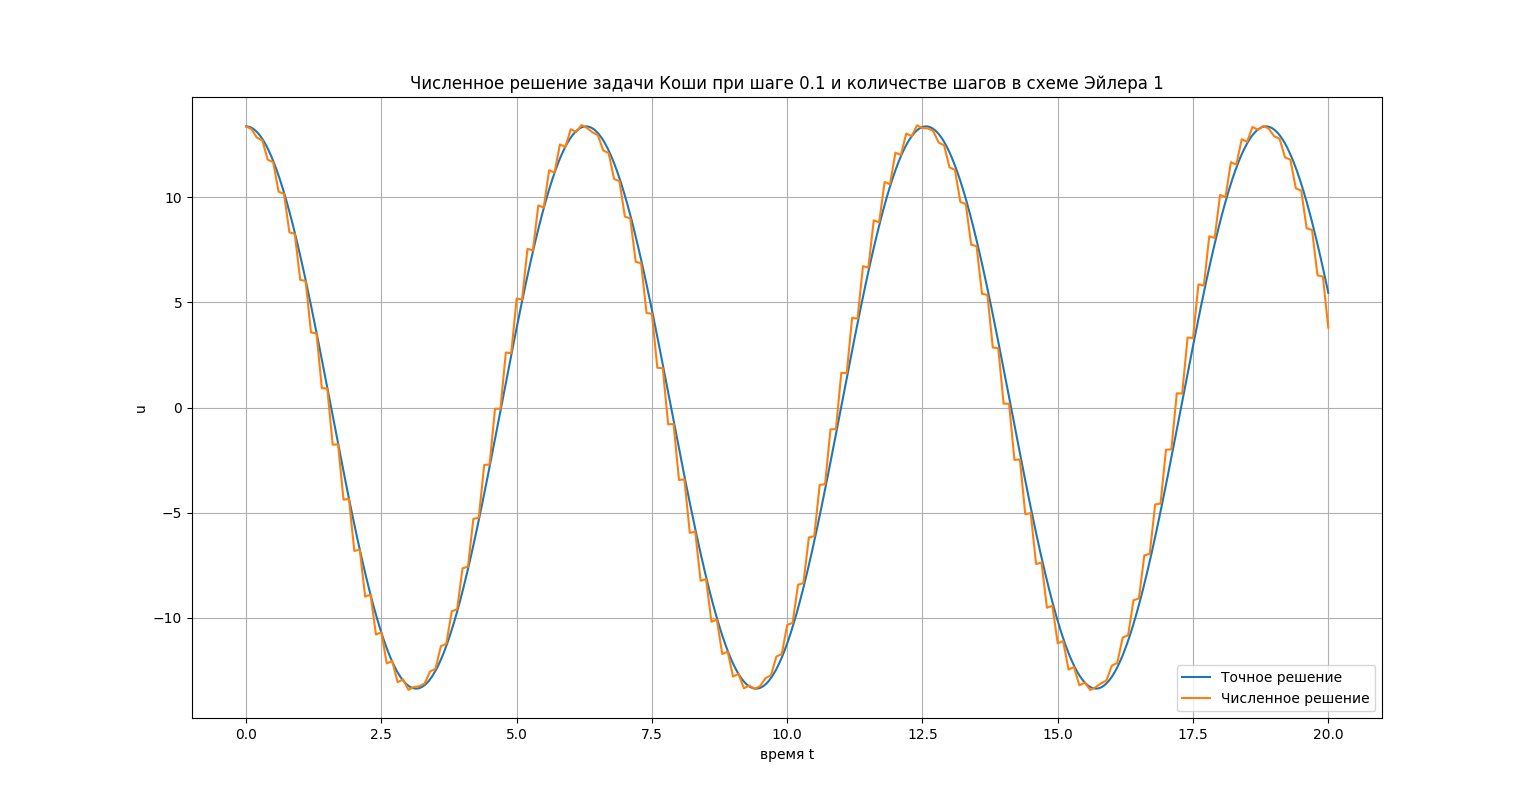 Численное решение задачи Коши при шаге 0.1 и количестве шагов в схеме Эйлера 1
u
10
5
0
−5
−10
Точное решение
Численное решение
0.0 2.5 5.0 7.5 10.0 12.5 15.0 17.5 20.0
время t